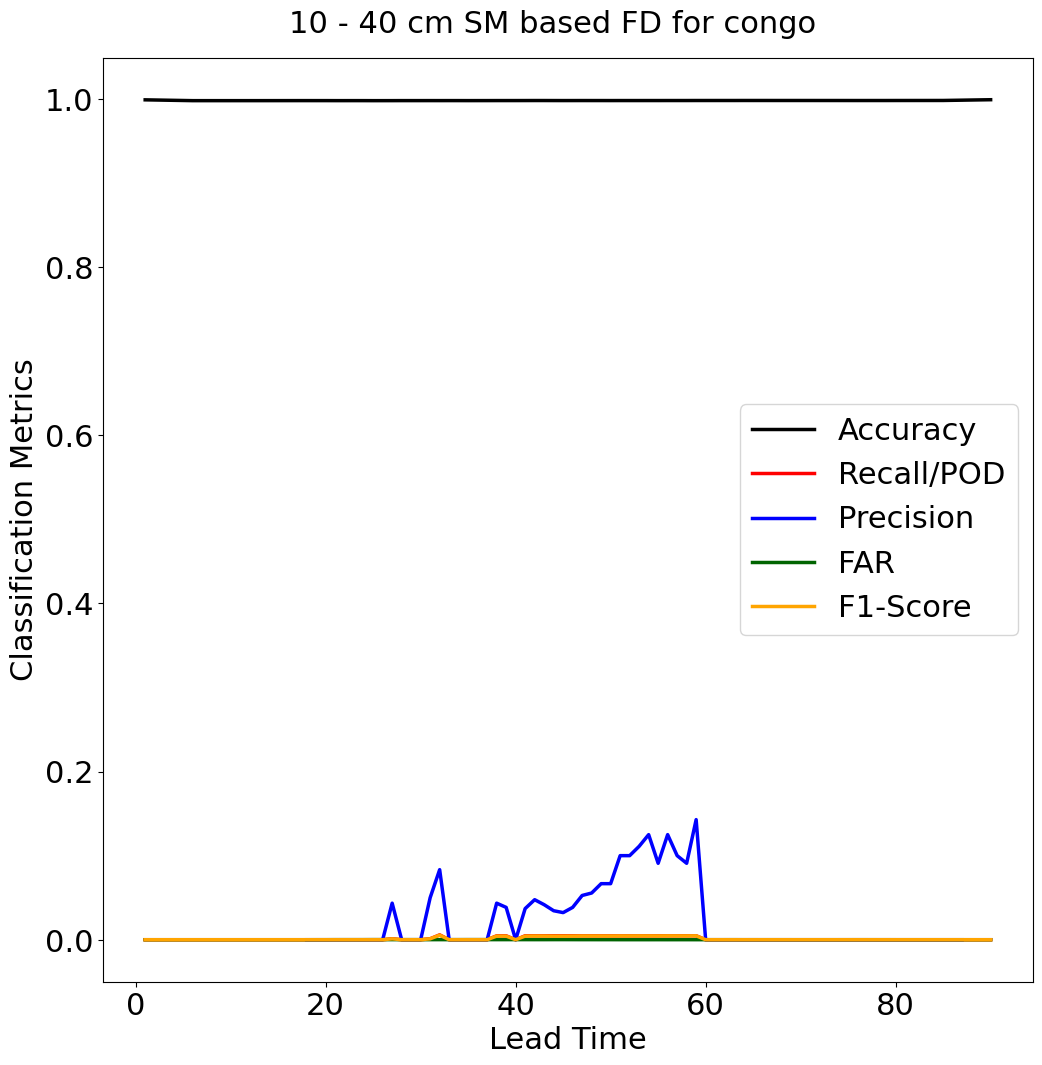 10 - 40 cm SM based FD for congo
Classification Metrics
1.0
0.8
0.6
0.4
0.2
0.0
Accuracy
Recall/POD
Precision
FAR
F1-Score
0 20 40 60 80
Lead Time